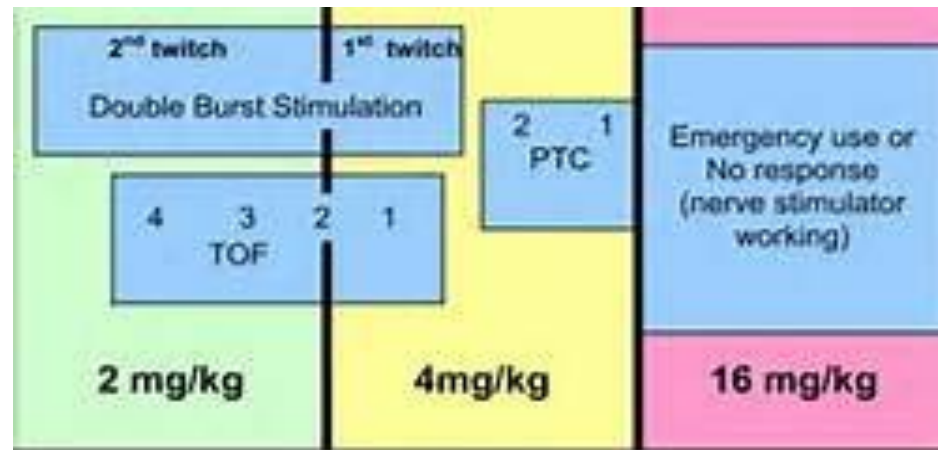 2nd twitch 1st twitch
Double Burst Stimulation
4 3 2 1
TOF
2 1
PTC
Emergency use or
No response
(nerve stimulator
working)
2 mg/kg
4mg/kg
16 mg/kg